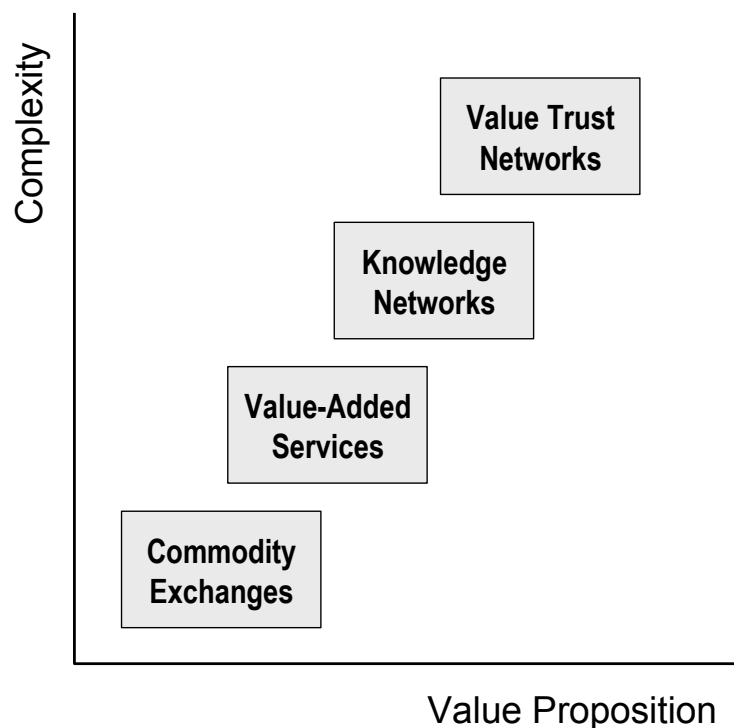 Complexity
Value Trust
Networks
Knowledge
Networks
Value-Added
Services
Commodity
Exchanges
Value Proposition